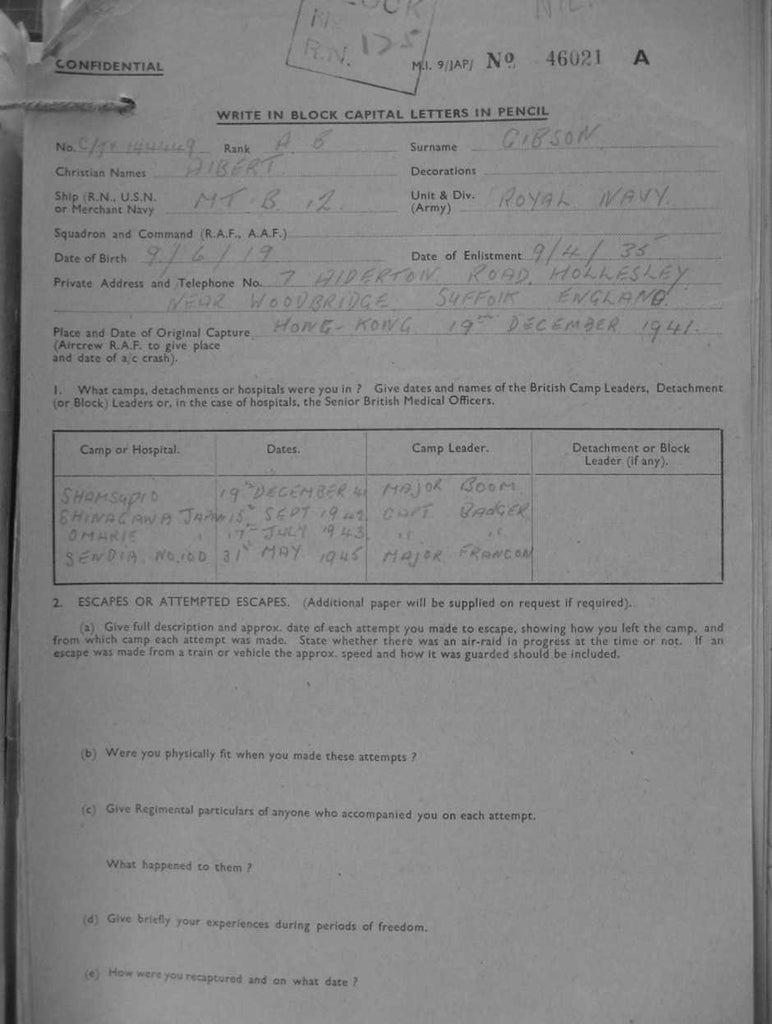 R.N. 175
CONFIDENTIAL
M.I. 9/JAP/ No. 46021 A
WRITE IN BLOCK CAPITAL LETTERS IN PENCIL
No. C/JX 144449 Rank A B Surname GIBSON
Christian Names AlBERT Decorations
Ship (R.N., U.S.N. MT B 12 Unit & Div. ROYAL NAVY.
or Merchant Navy (Army)
Squadron and Command (R.A.F., A.A.F.)
Date of Birth 9/6/19 Date of Enlistment 9/4/35
Private Address and Telephone No. 7 AlDERTON ROAD, HOLLESLEY
NEAR WOODBRIDGE SUFFOlK ENGLAND.
Place and Date of Original Capture HONG-KONG 19TH DECEMBER 1941.
(Aircrew R.A.F. to give place
and date of a/c crash).
1. What camps, detachments or hospitals were you in ? Give dates and names of the British Camp Leaders, Detachment
(or Block) Leaders or, in the case of hospitals, the Senior British Medical Officers.
Camp or Hospital. Dates. Camp Leader. Detachment or Block
Leader (if any).
19TH DECEMBER 41 MAJOR BOOM
SHINAGAWA JAPAN 15TH SEPT 1942 CAPT BADGER
17TH JULY 1943 " "
SENDIA NO. 10D 31ST MAY 1945 MAJOR FRANCON
2. ESCAPES OR ATTEMPTED ESCAPES. (Additional paper will be supplied on request if required).
(a) Give full description and approx. date of each attempt you made to escape, showing how you left the camp, and
from which camp each attempt was made. State whether there was an air-raid in progress at the time or not. If an
escape was made from a train or vehicle the approx. speed and how it was guarded should be included.
(b) Were you physically fit when you made these attempts ?
(c) Give Regimental particulars of anyone who accompanied you on each attempt.
What happened to them ?
(d) Give briefly your experiences during periods of freedom.
(e) How were you recaptured and on what date ?